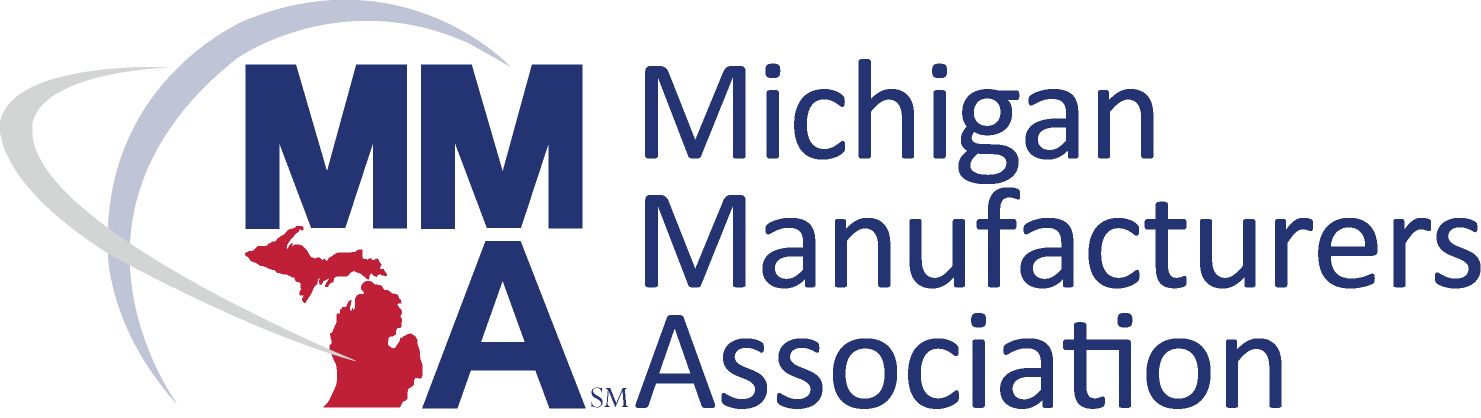 MM
A
SM
Michigan
Manufacturers
Association